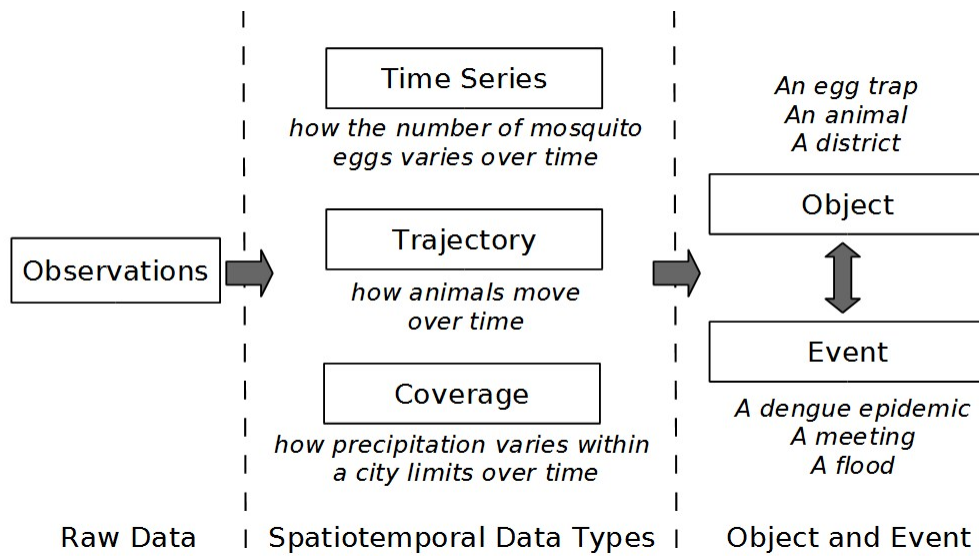 Observations
Raw Data
Time Series
how the number of mosquito
eggs varies over time
Trajectory
how animals move
over time
Coverage
how precipitation varies within
a city limits over time
Spatiotemporal Data Types
An egg trap
An animal
A district
Object
Event
A dengue epidemic
A meeting
A flood
Object and Event